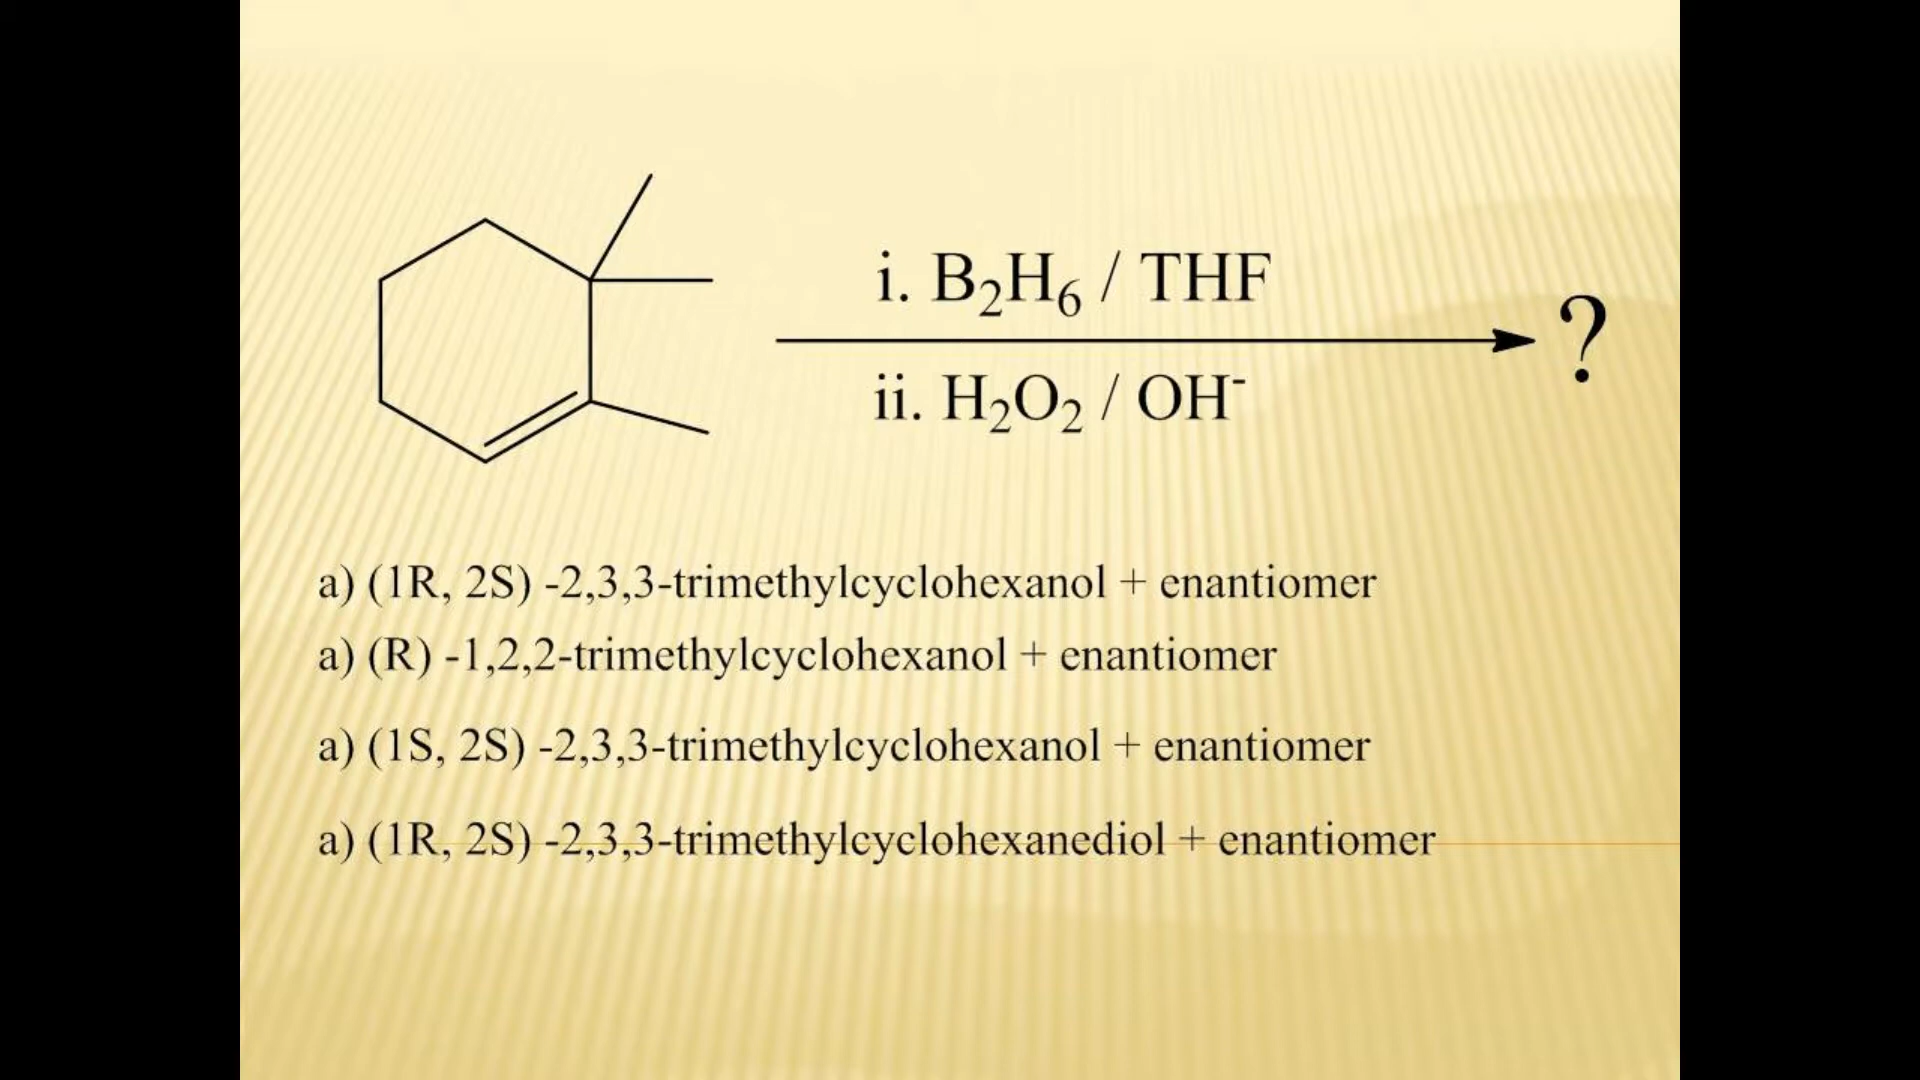 i. B₂H₆ / THF
?
ii. H₂O₂ / OH⁻
a) (1R, 2S) -2,3,3-trimethylcyclohexanol + enantiomer
a) (R) -1,2,2-trimethylcyclohexanol + enantiomer
a) (1S, 2S) -2,3,3-trimethylcyclohexanol + enantiomer
a) (1R, 2S) -2,3,3-trimethylcyclohexanediol + enantiomer